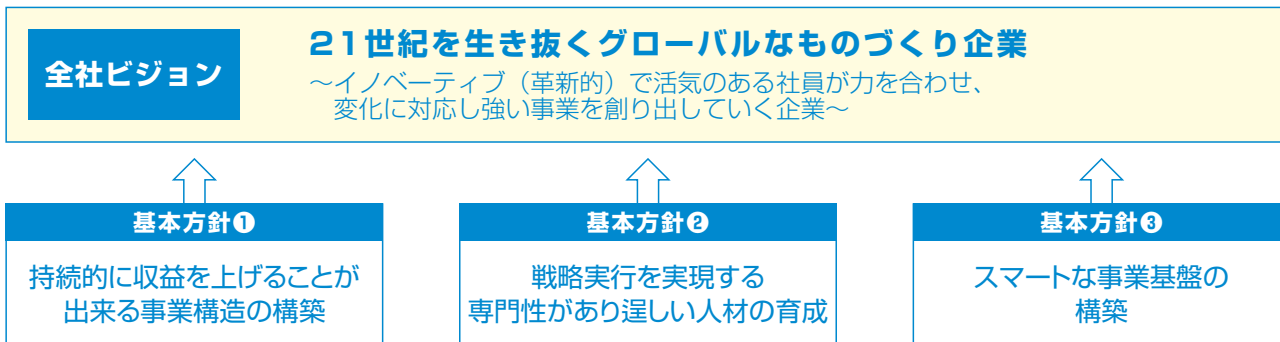 全社ビジョン
21世紀を生き抜くグローバルなものづくり企業
～イノベーティブ（革新的）で活気のある社員が力を合わせ、
変化に対応し強い事業を創り出していく企業～
基本方針❶
持続的に収益を上げることが
出来る事業構造の構築
基本方針❷
戦略実行を実現する
専門性があり逞しい人材の育成
基本方針❸
スマートな事業基盤の
構築